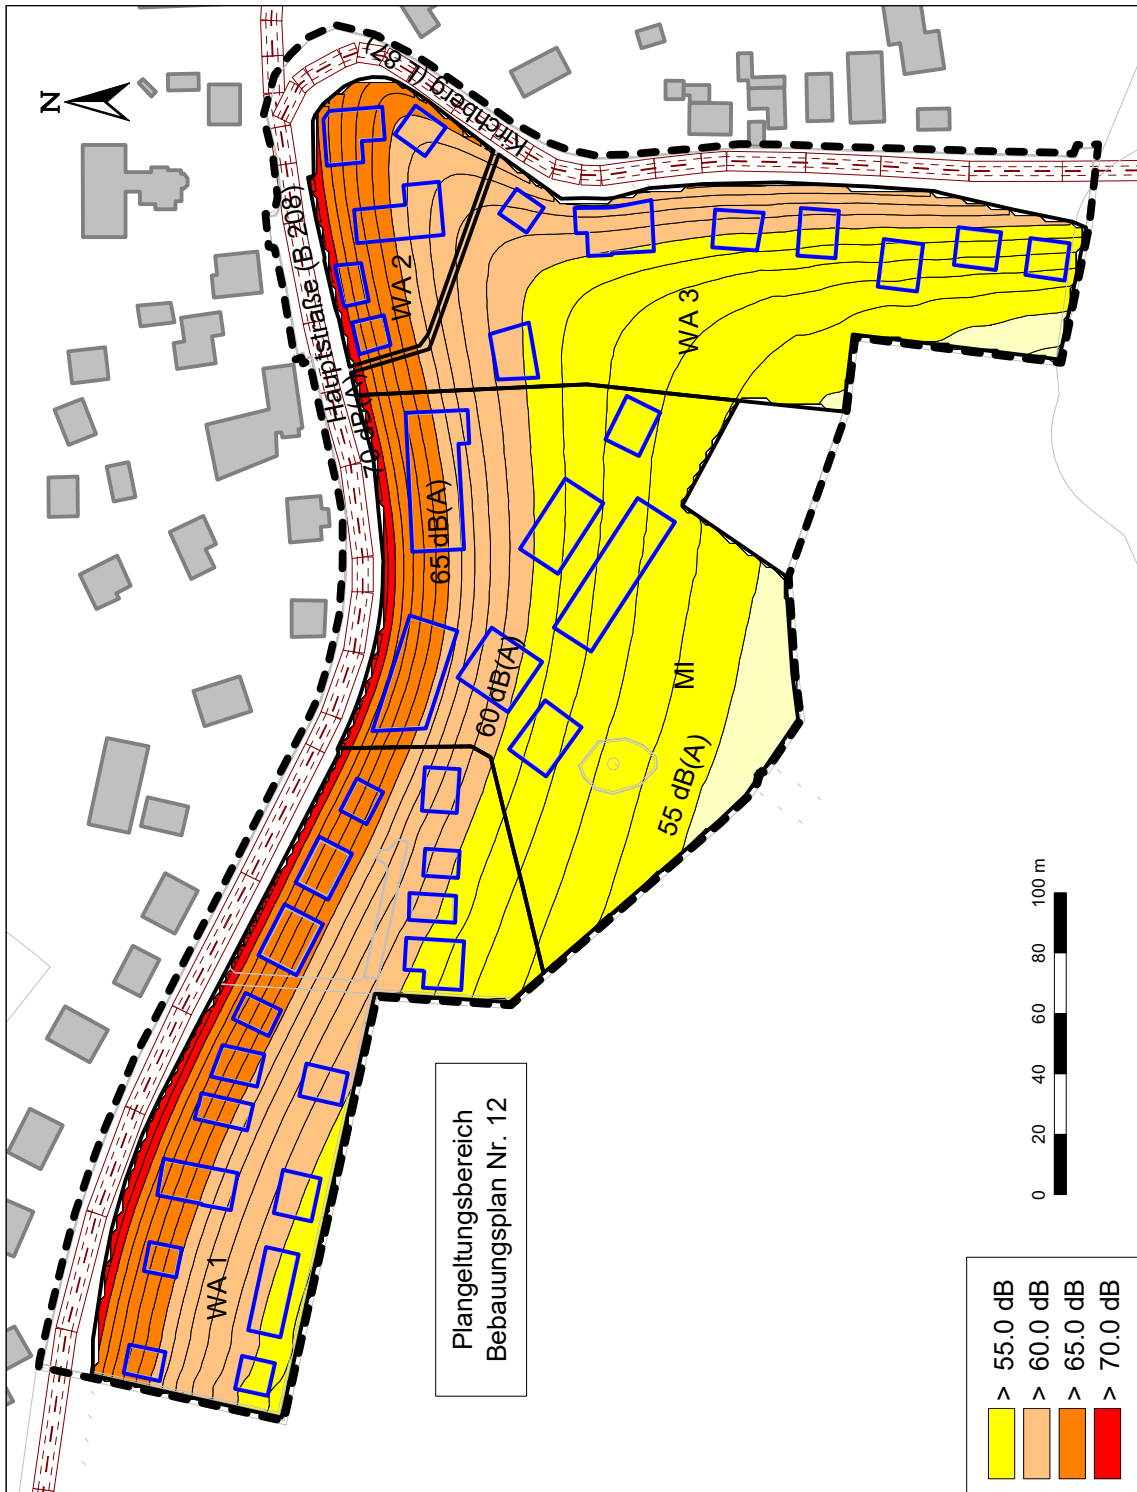 N
Hauptstraße (B 208)
Kirchberg (L 87)
70 dB(A)
65 dB(A)
60 dB(A)
55 dB(A)
WA 1
WA 2
WA 3
MI
Plangeltungsbereich
Bebauungsplan Nr. 12
0 20 40 60 80 100 m
> 55.0 dB
> 60.0 dB
> 65.0 dB
> 70.0 dB